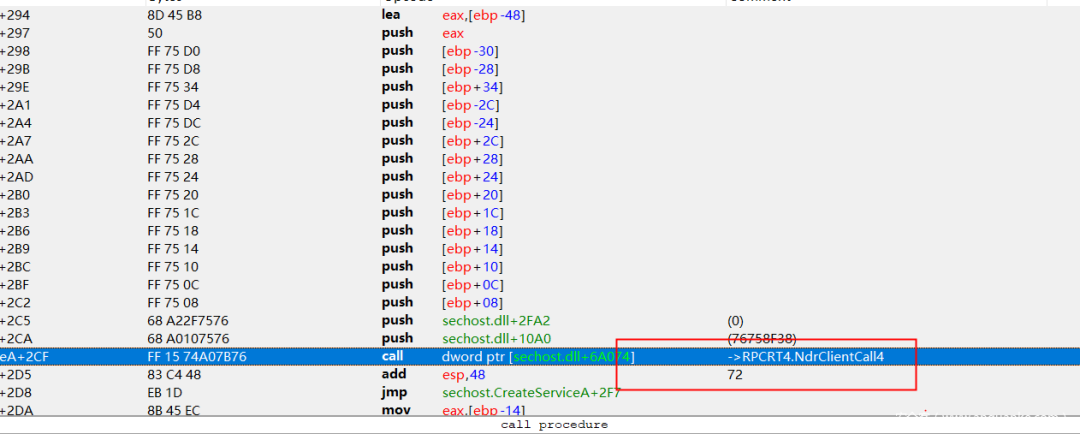 +294 8D 45 B8 lea eax,[ebp-48]
+297 50 push eax
+298 FF 75 D0 push [ebp-30]
+29B FF 75 D8 push [ebp-28]
+29E FF 75 34 push [ebp+34]
+2A1 FF 75 D4 push [ebp-2C]
+2A4 FF 75 DC push [ebp-24]
+2A7 FF 75 2C push [ebp+2C]
+2AA FF 75 28 push [ebp+28]
+2AD FF 75 24 push [ebp+24]
+2B0 FF 75 20 push [ebp+20]
+2B3 FF 75 1C push [ebp+1C]
+2B6 FF 75 18 push [ebp+18]
+2B9 FF 75 14 push [ebp+14]
+2BC FF 75 10 push [ebp+10]
+2BF FF 75 0C push [ebp+0C]
+2C2 FF 75 08 push [ebp+08]
+2C5 68 A22F7576 push sechost.dll+2FA2 (0)
+2CA 68 A0107576 push sechost.dll+10A0 (76758F38)
eA+2CF FF 15 74A07B76 call dword ptr [sechost.dll+6A074] ->RPCRT4.NdrClientCall4
+2D5 83 C4 48 add esp,48 72
+2D8 EB 1D jmp sechost.CreateServiceA+2F7
+2DA 8B 45 EC mov eax,[ebp-14]
call procedure